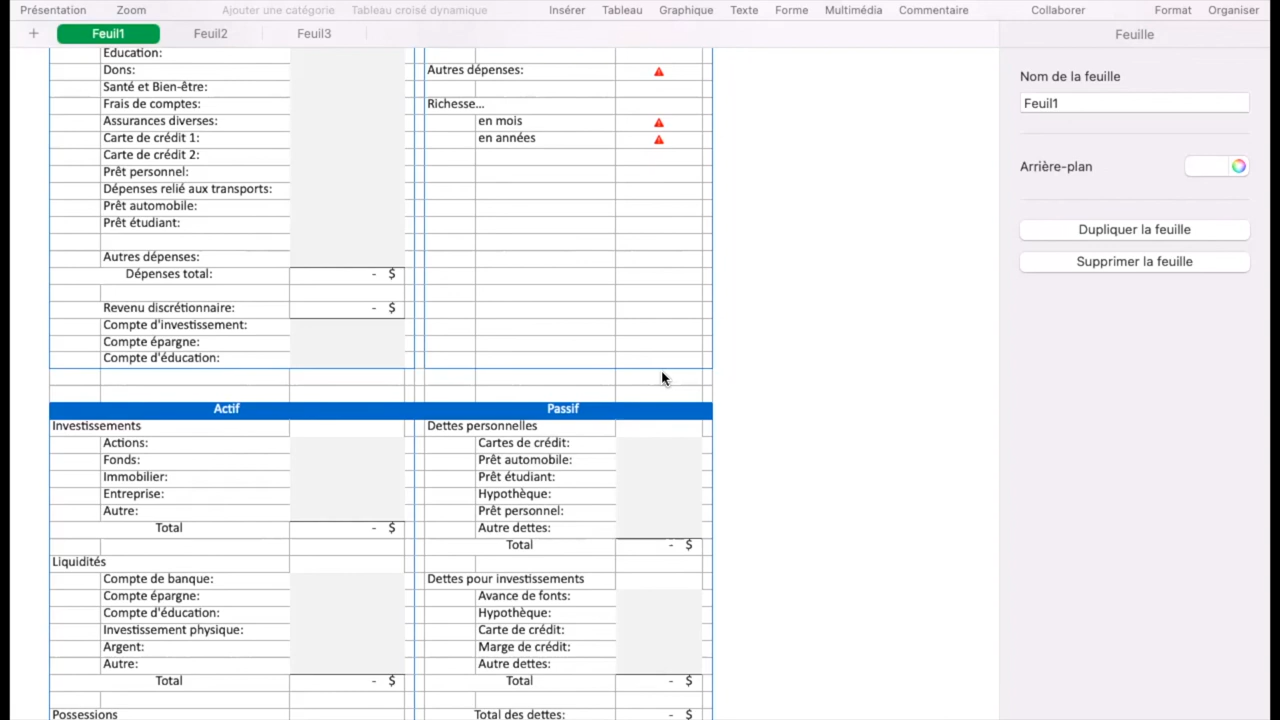 Présentation Zoom Ajouter une catégorie Tableau croisé dynamique Insérer Tableau Graphique Texte Forme Multimédia Commentaire Collaborer Format Organiser
+ Feuil1 Feuil2 Feuil3 Feuille
Education:
Dons: Autres dépenses:
Santé et Bien-être:
Frais de comptes: Richesse...
Assurances diverses: en mois
Carte de crédit 1: en années
Carte de crédit 2:
Prêt personnel:
Dépenses relié aux transports:
Prêt automobile:
Prêt étudiant:
Autres dépenses:
Dépenses total: - $
Revenu discrétionnaire: - $
Compte d'investissement:
Compte épargne:
Compte d'éducation:
Actif Passif
Investissements Dettes personnelles
Actions: Cartes de crédit:
Fonds: Prêt automobile:
Immobilier: Prêt étudiant:
Entreprise: Hypothèque:
Autre: Prêt personnel:
Total - $ Autre dettes:
Total - $
Liquidités
Compte de banque: Dettes pour investissements
Compte épargne: Avance de fonts:
Compte d'éducation: Hypothèque:
Investissement physique: Carte de crédit:
Argent: Marge de crédit:
Autre: Autre dettes:
Total - $ Total - $
Possessions Total des dettes: - $
Nom de la feuille
Feuil1
Arrière-plan
Dupliquer la feuille
Supprimer la feuille